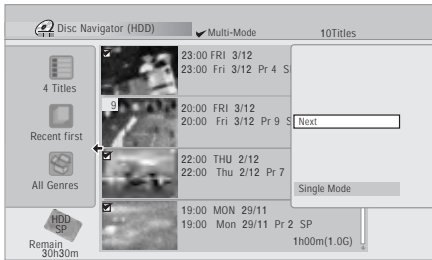 Disc Navigator (HDD)
Multi-Mode
10Titles
4 Titles
Recent first
All Genres
HDD
SP
Remain
30h30m
23:00 FRI 3/12
23:00 Fri 3/12 Pr 4 S
9
20:00 FRI 3/12
20:00 Fri 3/12 Pr 9 S
22:00 THU 2/12
22:00 Thu 2/12 Pr 7
19:00 MON 29/11
19:00 Mon 29/11 Pr 2 SP
1h00m(1.0G)
Next
Single Mode